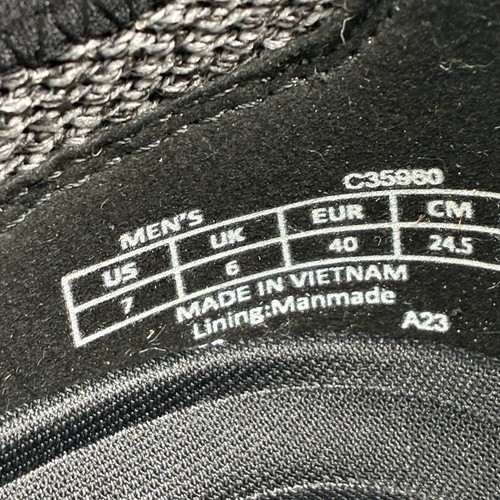 C35960
MEN'S
US UK EUR CM
7 6 40 24.5
MADE IN VIETNAM
Lining:Manmade
A23